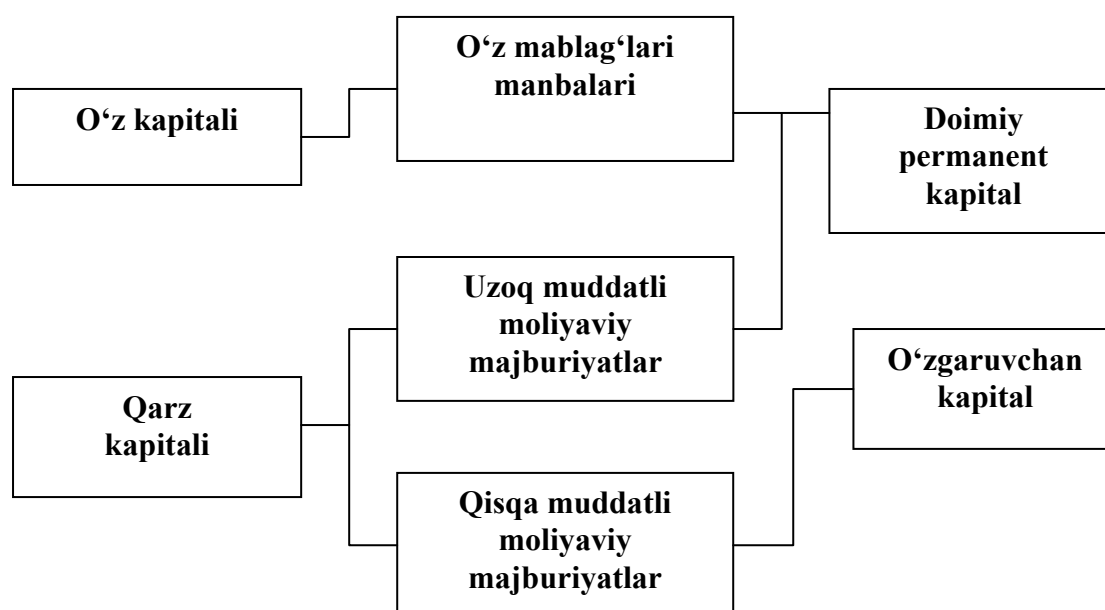 O‘z mablag‘lari
manbalari
O‘z kapitali
Doimiy
permanent
kapital
Uzoq muddatli
moliyaviy
majburiyatlar
O‘zgaruvchan
kapital
Qarz
kapitali
Qisqa muddatli
moliyaviy
majburiyatlar